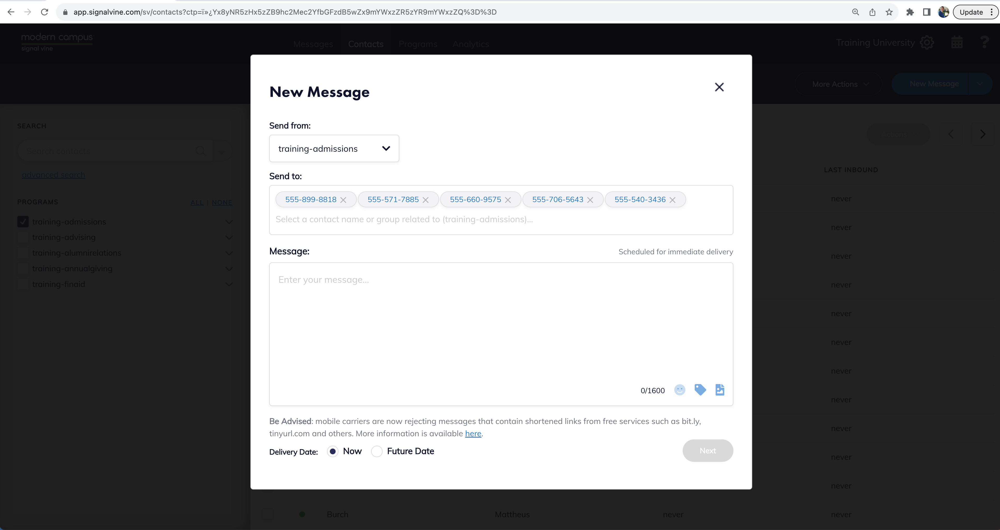 app.signalvine.com/sv/contacts?ctp=ï»¿Yx8yNR5zHx5zZB9hc2Mec2YfbGFzdB5wZx9mYWxzZR5zYR9mYWxzZQ%3D%3D
Update
modern campus
signal vine
Messages Contacts Programs Analytics
Training University
?
More Actions
New Message
SEARCH
Search contacts
advanced search
PROGRAMS
ALL | NONE
training-admissions
training-advising
training-alumnirelations
training-annualgiving
training-finaid
New Message
Send from:
training-admissions
Send to:
555-899-8818 555-571-7885 555-660-9575 555-706-5643 555-540-3436
Select a contact name or group related to (training-admissions)...
Message:
Scheduled for immediate delivery
Enter your message...
0/1600
Be Advised: mobile carriers are now rejecting messages that contain shortened links from free services such as bit.ly,
tinyurl.com and others. More information is available here.
Delivery Date: Now Future Date
Next
Actions
LAST INBOUND
never
never
never
never
never
never
never
never
never
never
never
Burch Mattheus never never